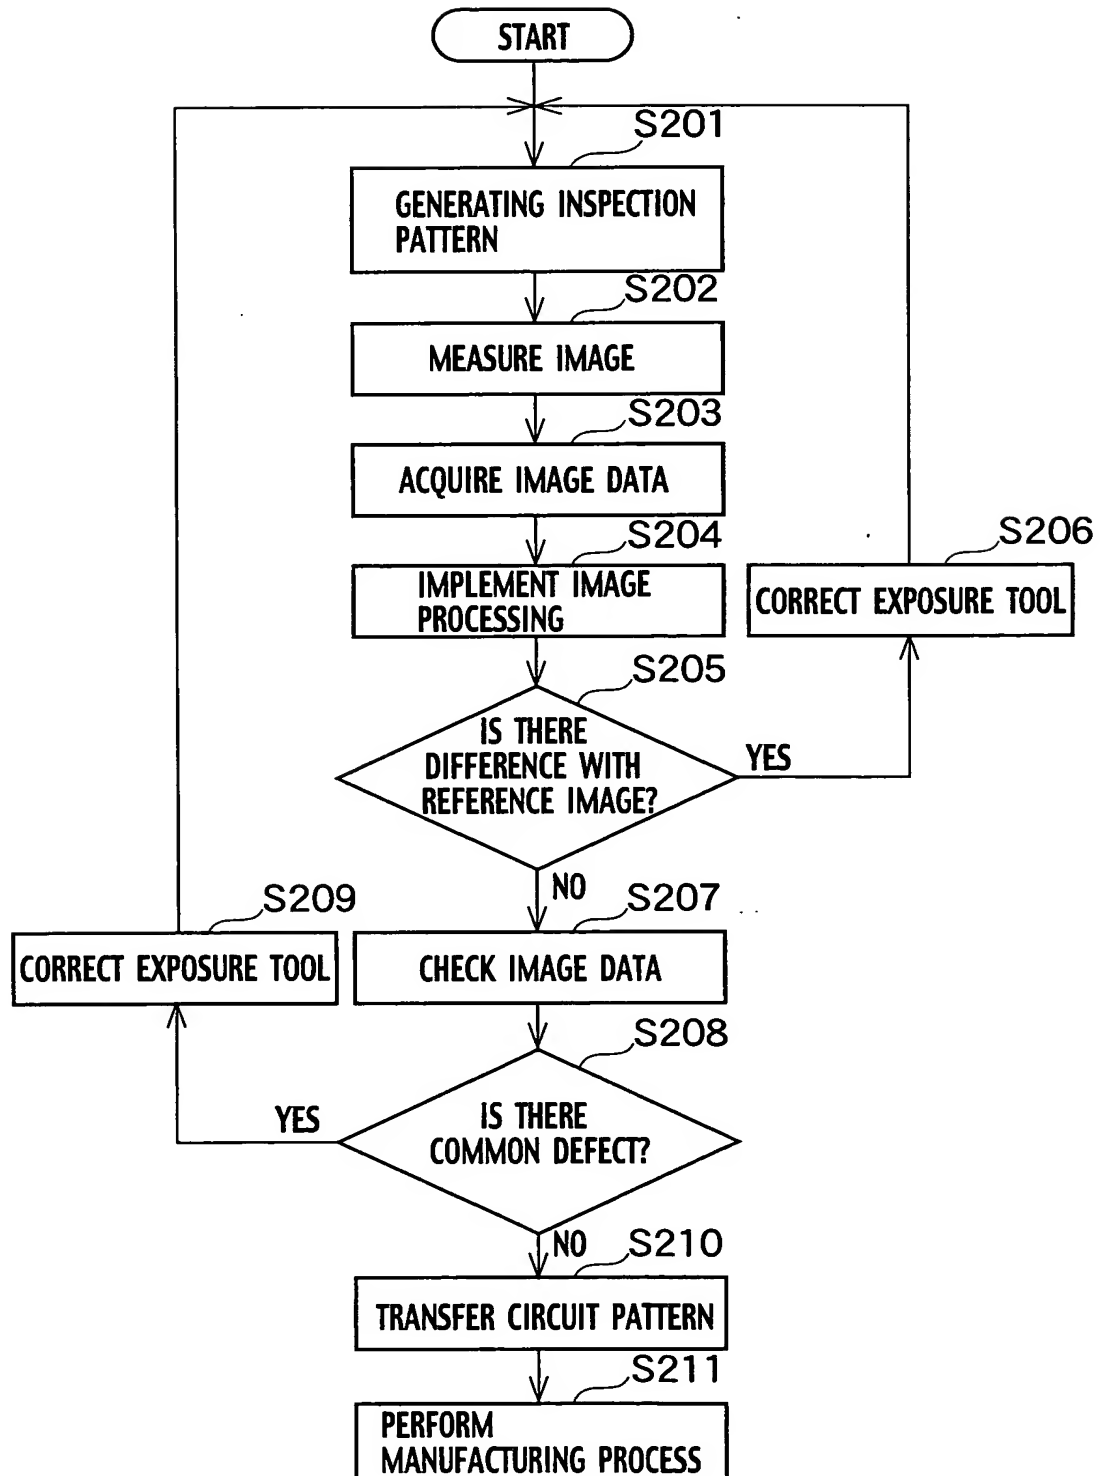 START
S201
GENERATING INSPECTION
PATTERN
S202
MEASURE IMAGE
S203
ACQUIRE IMAGE DATA
S204
IMPLEMENT IMAGE
PROCESSING
S206
CORRECT EXPOSURE TOOL
S205
IS THERE
DIFFERENCE WITH
REFERENCE IMAGE?
YES
NO
S209
CORRECT EXPOSURE TOOL
S207
CHECK IMAGE DATA
S208
IS THERE
COMMON DEFECT?
YES
NO
S210
TRANSFER CIRCUIT PATTERN
S211
PERFORM
MANUFACTURING PROCESS